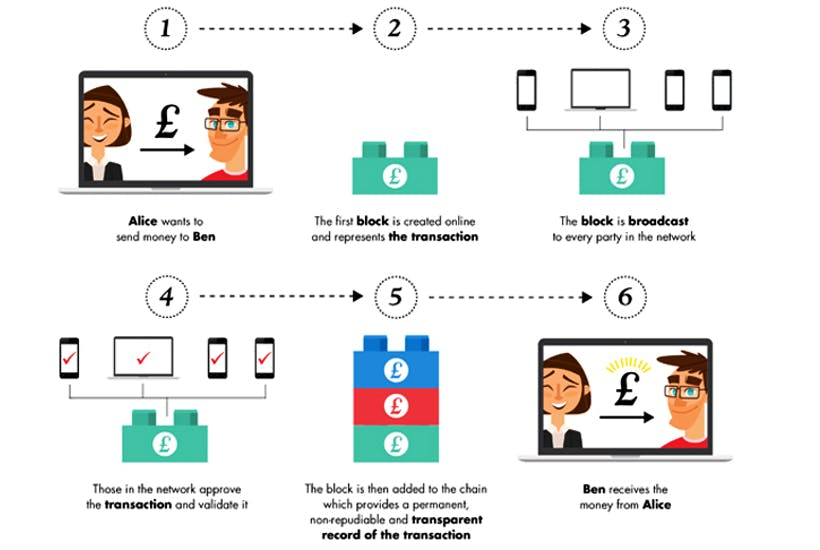 1
2
3
£
£
£
Alice wants to
send money to Ben
The first block is created online
and represents the transaction
The block is broadcast
to every party in the network
4
5
6
£
£
£
£
£
Those in the network approve
the transaction and validate it
The block is then added to the chain
which provides a permanent,
non-repudiable and transparent
record of the transaction
Ben receives the
money from Alice